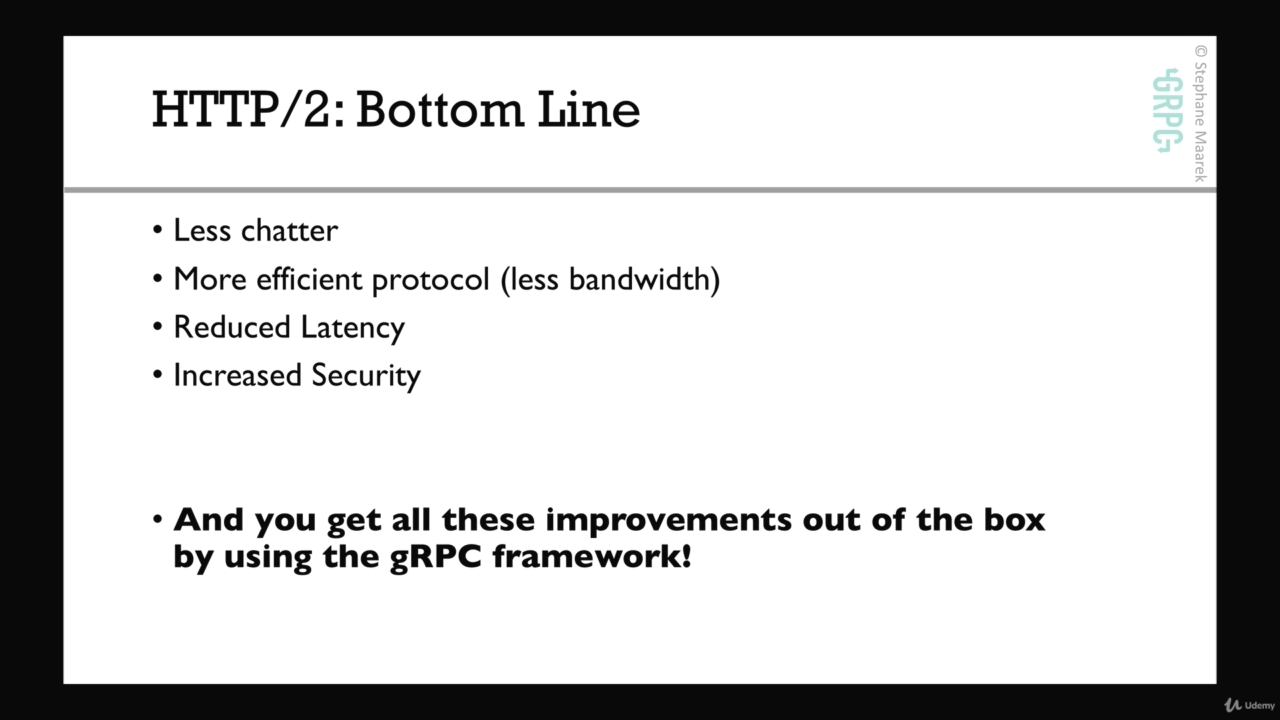 HTTP/2: Bottom Line
GRPC
© Stephane Maarek
• Less chatter
• More efficient protocol (less bandwidth)
• Reduced Latency
• Increased Security
• And you get all these improvements out of the box
by using the gRPC framework!
Udemy